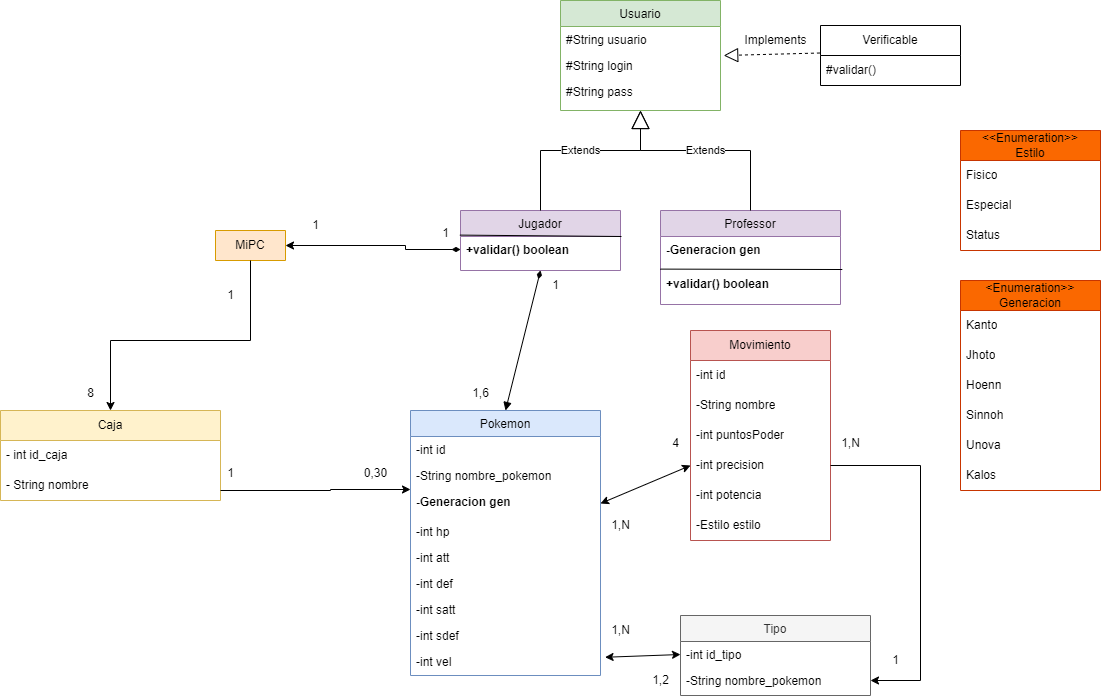 Usuario
#String usuario
#String login
#String pass
Implements
Verificable
#validar()
Extends
Extends
<<Enumeration>>
Estilo
Fisico
Especial
Status
Jugador
+validar() boolean
Professor
-Generacion gen
+validar() boolean
MiPC
1
1
1
1
8
1,6
<Enumeration>>
Generacion
Kanto
Jhoto
Hoenn
Sinnoh
Unova
Kalos
Movimiento
-int id
-String nombre
-int puntosPoder
-int precision
-int potencia
-Estilo estilo
Caja
- int id_caja
- String nombre
1
0,30
Pokemon
-int id
-String nombre_pokemon
-Generacion gen
-int hp
-int att
-int def
-int satt
-int sdef
-int vel
4
1,N
1,N
1,N
1,2
1
Tipo
-int id_tipo
-String nombre_pokemon